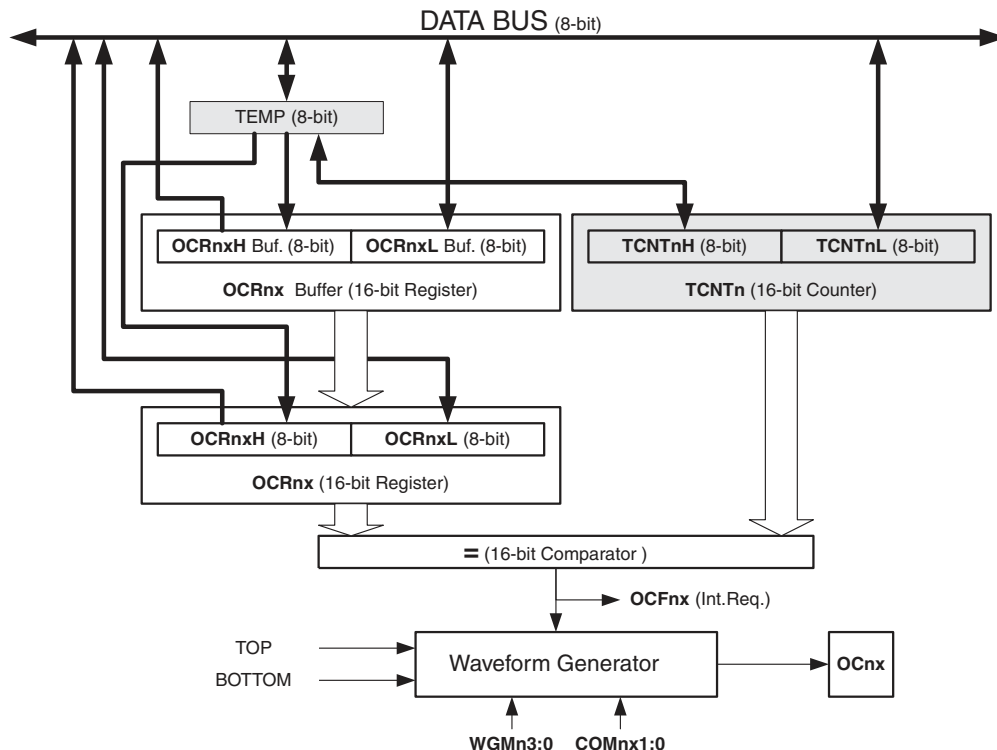 DATA BUS (8-bit)
TEMP (8-bit)
OCRnxH Buf. (8-bit)
OCRnxL Buf. (8-bit)
TCNTnH (8-bit)
TCNTnL (8-bit)
OCRnx Buffer (16-bit Register)
TCNTn (16-bit Counter)
OCRnxH (8-bit)
OCRnxL (8-bit)
OCRnx (16-bit Register)
= (16-bit Comparator )
OCFnx (Int.Req.)
TOP
BOTTOM
Waveform Generator
OCnx
WGMn3:0
COMnx1:0